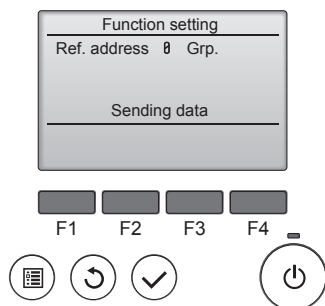 Function setting
Ref. address 0 Grp.
Sending data
F1 F2 F3 F4